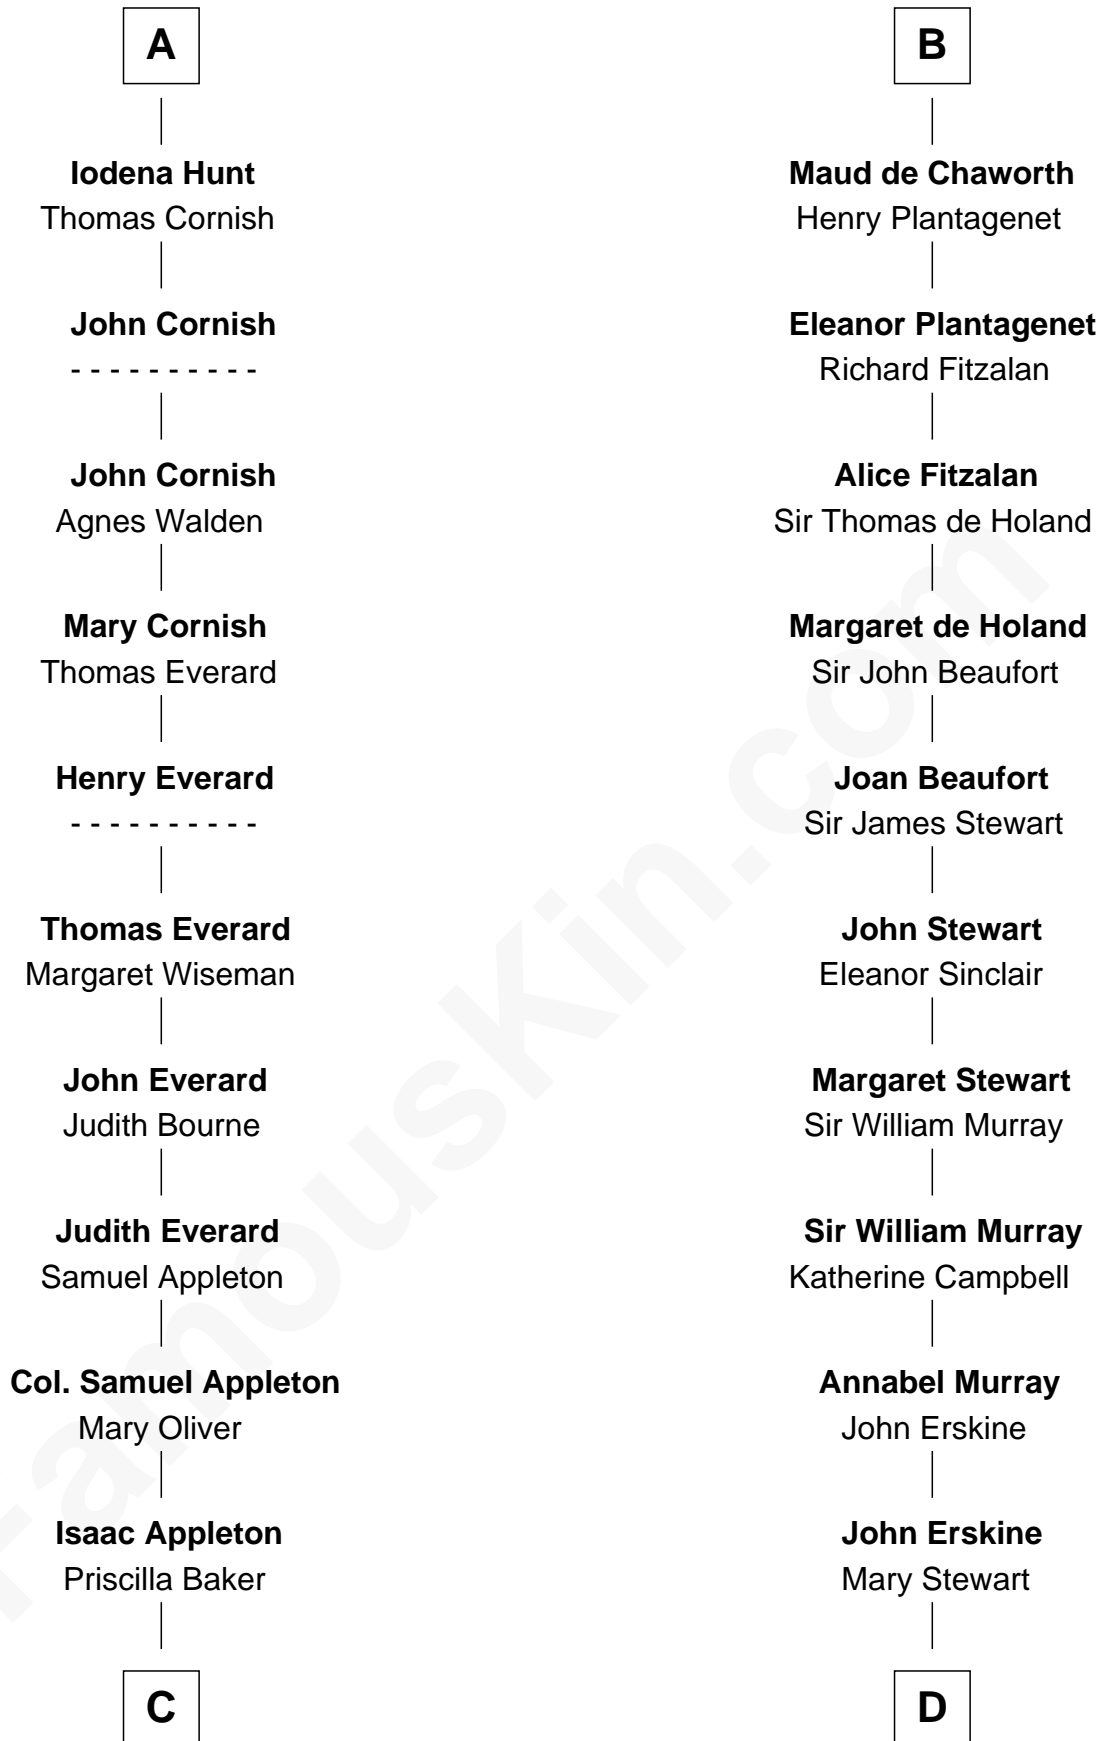 A
Iodena Hunt
Thomas Cornish
John Cornish
- - - - - - - - - -
John Cornish
Agnes Walden
Mary Cornish
Thomas Everard
Henry Everard
- - - - - - - - - -
Thomas Everard
Margaret Wiseman
John Everard
Judith Bourne
Judith Everard
Samuel Appleton
Col. Samuel Appleton
Mary Oliver
Isaac Appleton
Priscilla Baker
C
B
Maud de Chaworth
Henry Plantagenet
Eleanor Plantagenet
Richard Fitzalan
Alice Fitzalan
Sir Thomas de Holand
Margaret de Holand
Sir John Beaufort
Joan Beaufort
Sir James Stewart
John Stewart
Eleanor Sinclair
Margaret Stewart
Sir William Murray
Sir William Murray
Katherine Campbell
Annabel Murray
John Erskine
John Erskine
Mary Stewart
D
FamousKin.com